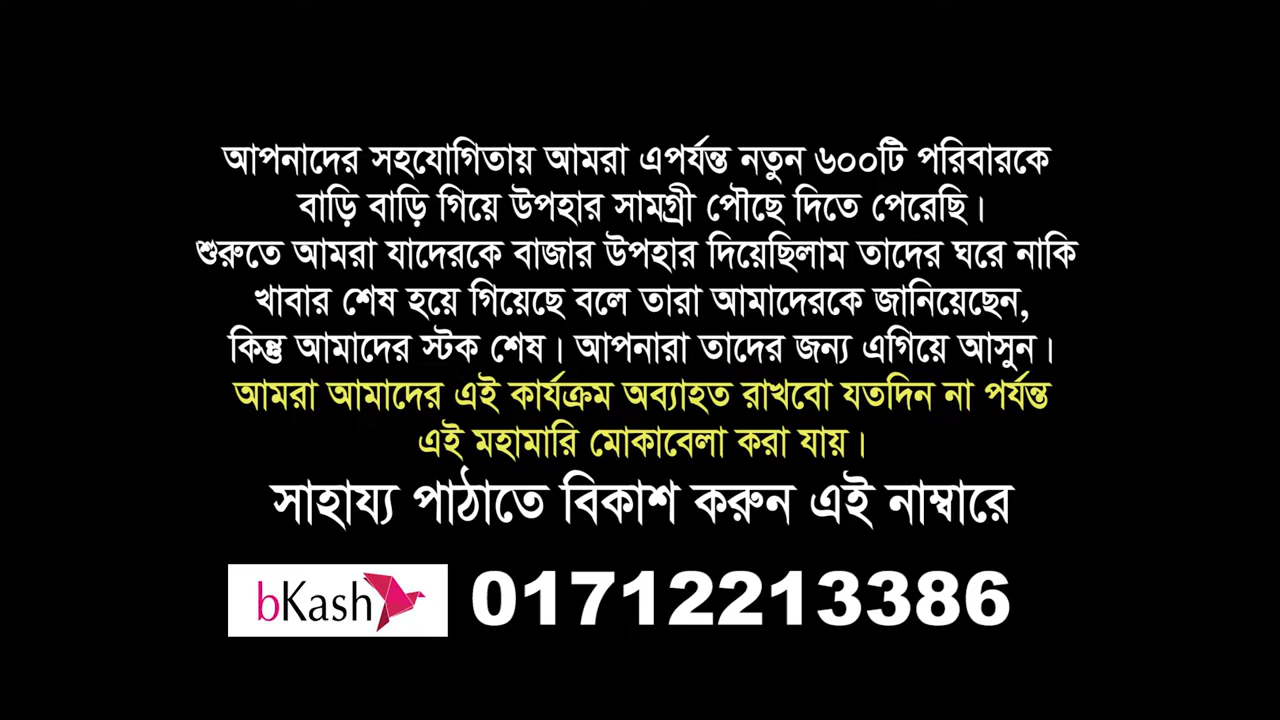 আপনাদের সহযোগিতায় আমরা এপর্যন্ত নতুন ৬০০টি পরিবারকে
বাড়ি বাড়ি গিয়ে উপহার সামগ্রী পৌছে দিতে পেরেছি।
শুরুতে আমরা যাদেরকে বাজার উপহার দিয়েছিলাম তাদের ঘরে নাকি
খাবার শেষ হয়ে গিয়েছে বলে তারা আমাদেরকে জানিয়েছেন,
কিন্তু আমাদের স্টক শেষ। আপনারা তাদের জন্য এগিয়ে আসুন।
আমরা আমাদের এই কার্যক্রম অব্যাহত রাখবো যতদিন না পর্যন্ত
এই মহামারি মোকাবেলা করা যায়।
সাহায্য পাঠাতে বিকাশ করুন এই নাম্বারে
bKash 01712213386